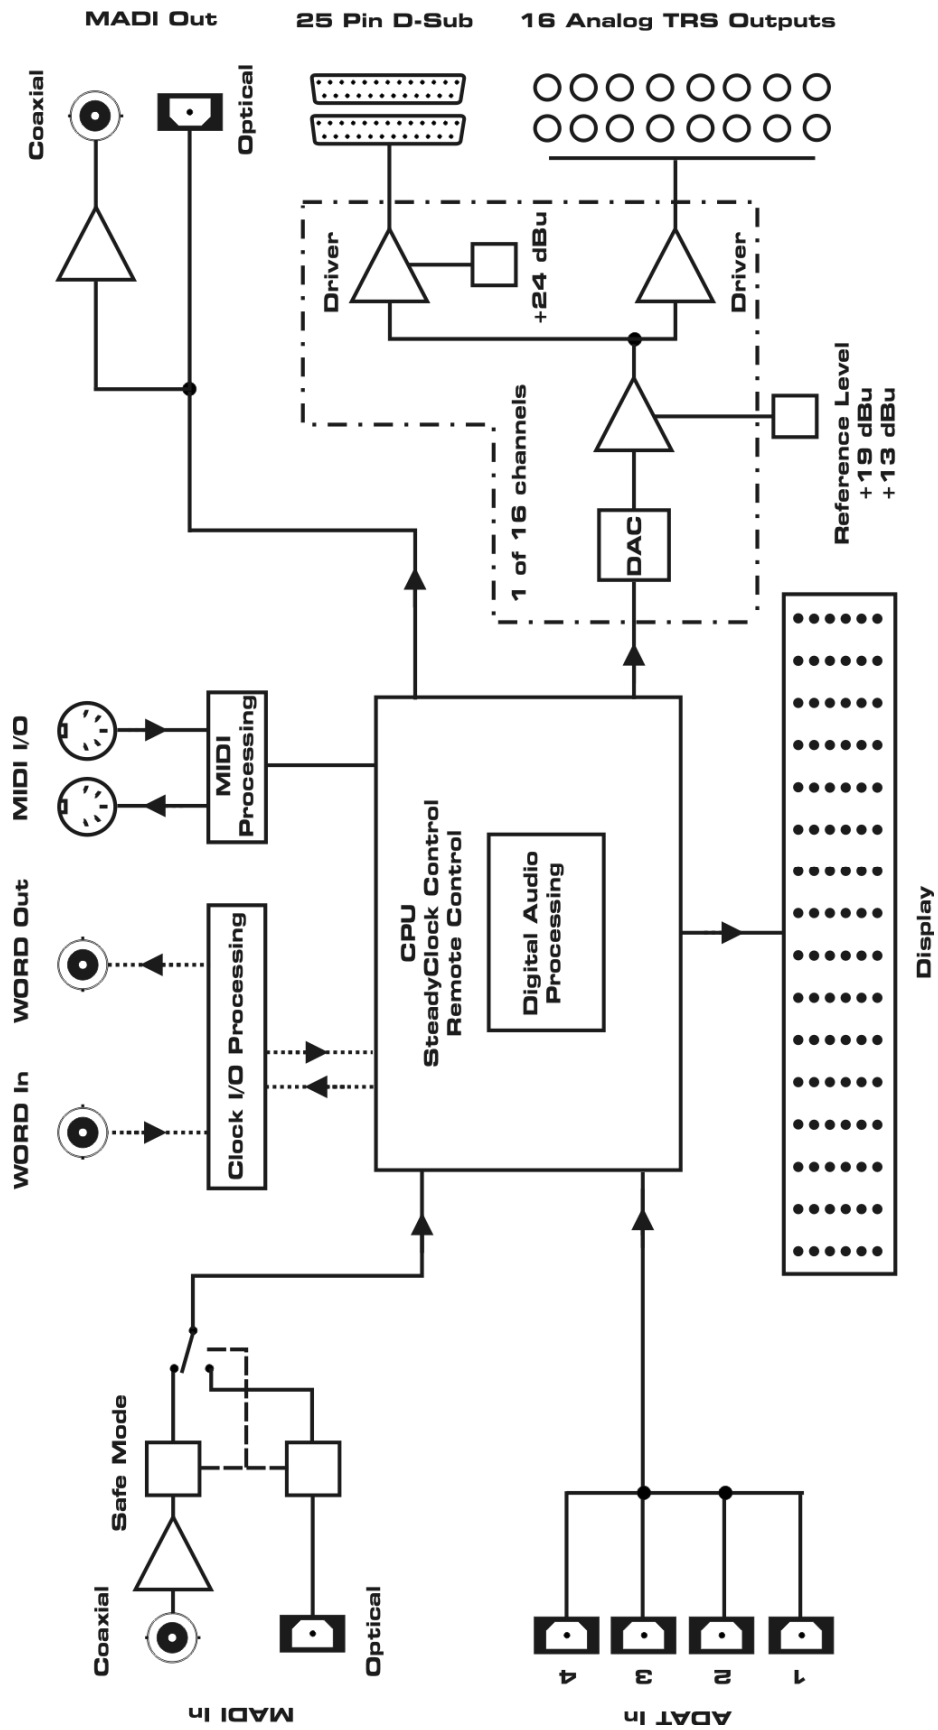 MADI Out
25 Pin D-Sub
16 Analog TRS Outputs
Coaxial
Optical
Driver
+24 dBu
Driver
1 of 16 channels
DAC
Reference Level
+19 dBu
+13 dBu
MIDI I/O
MIDI
Processing
WORD Out
WORD In
Clock I/O Processing
CPU
SteadyClock Control
Remote Control
Digital Audio
Processing
Display
Safe Mode
Coaxial
Optical
MADI In
4
3
2
1
ADAT In